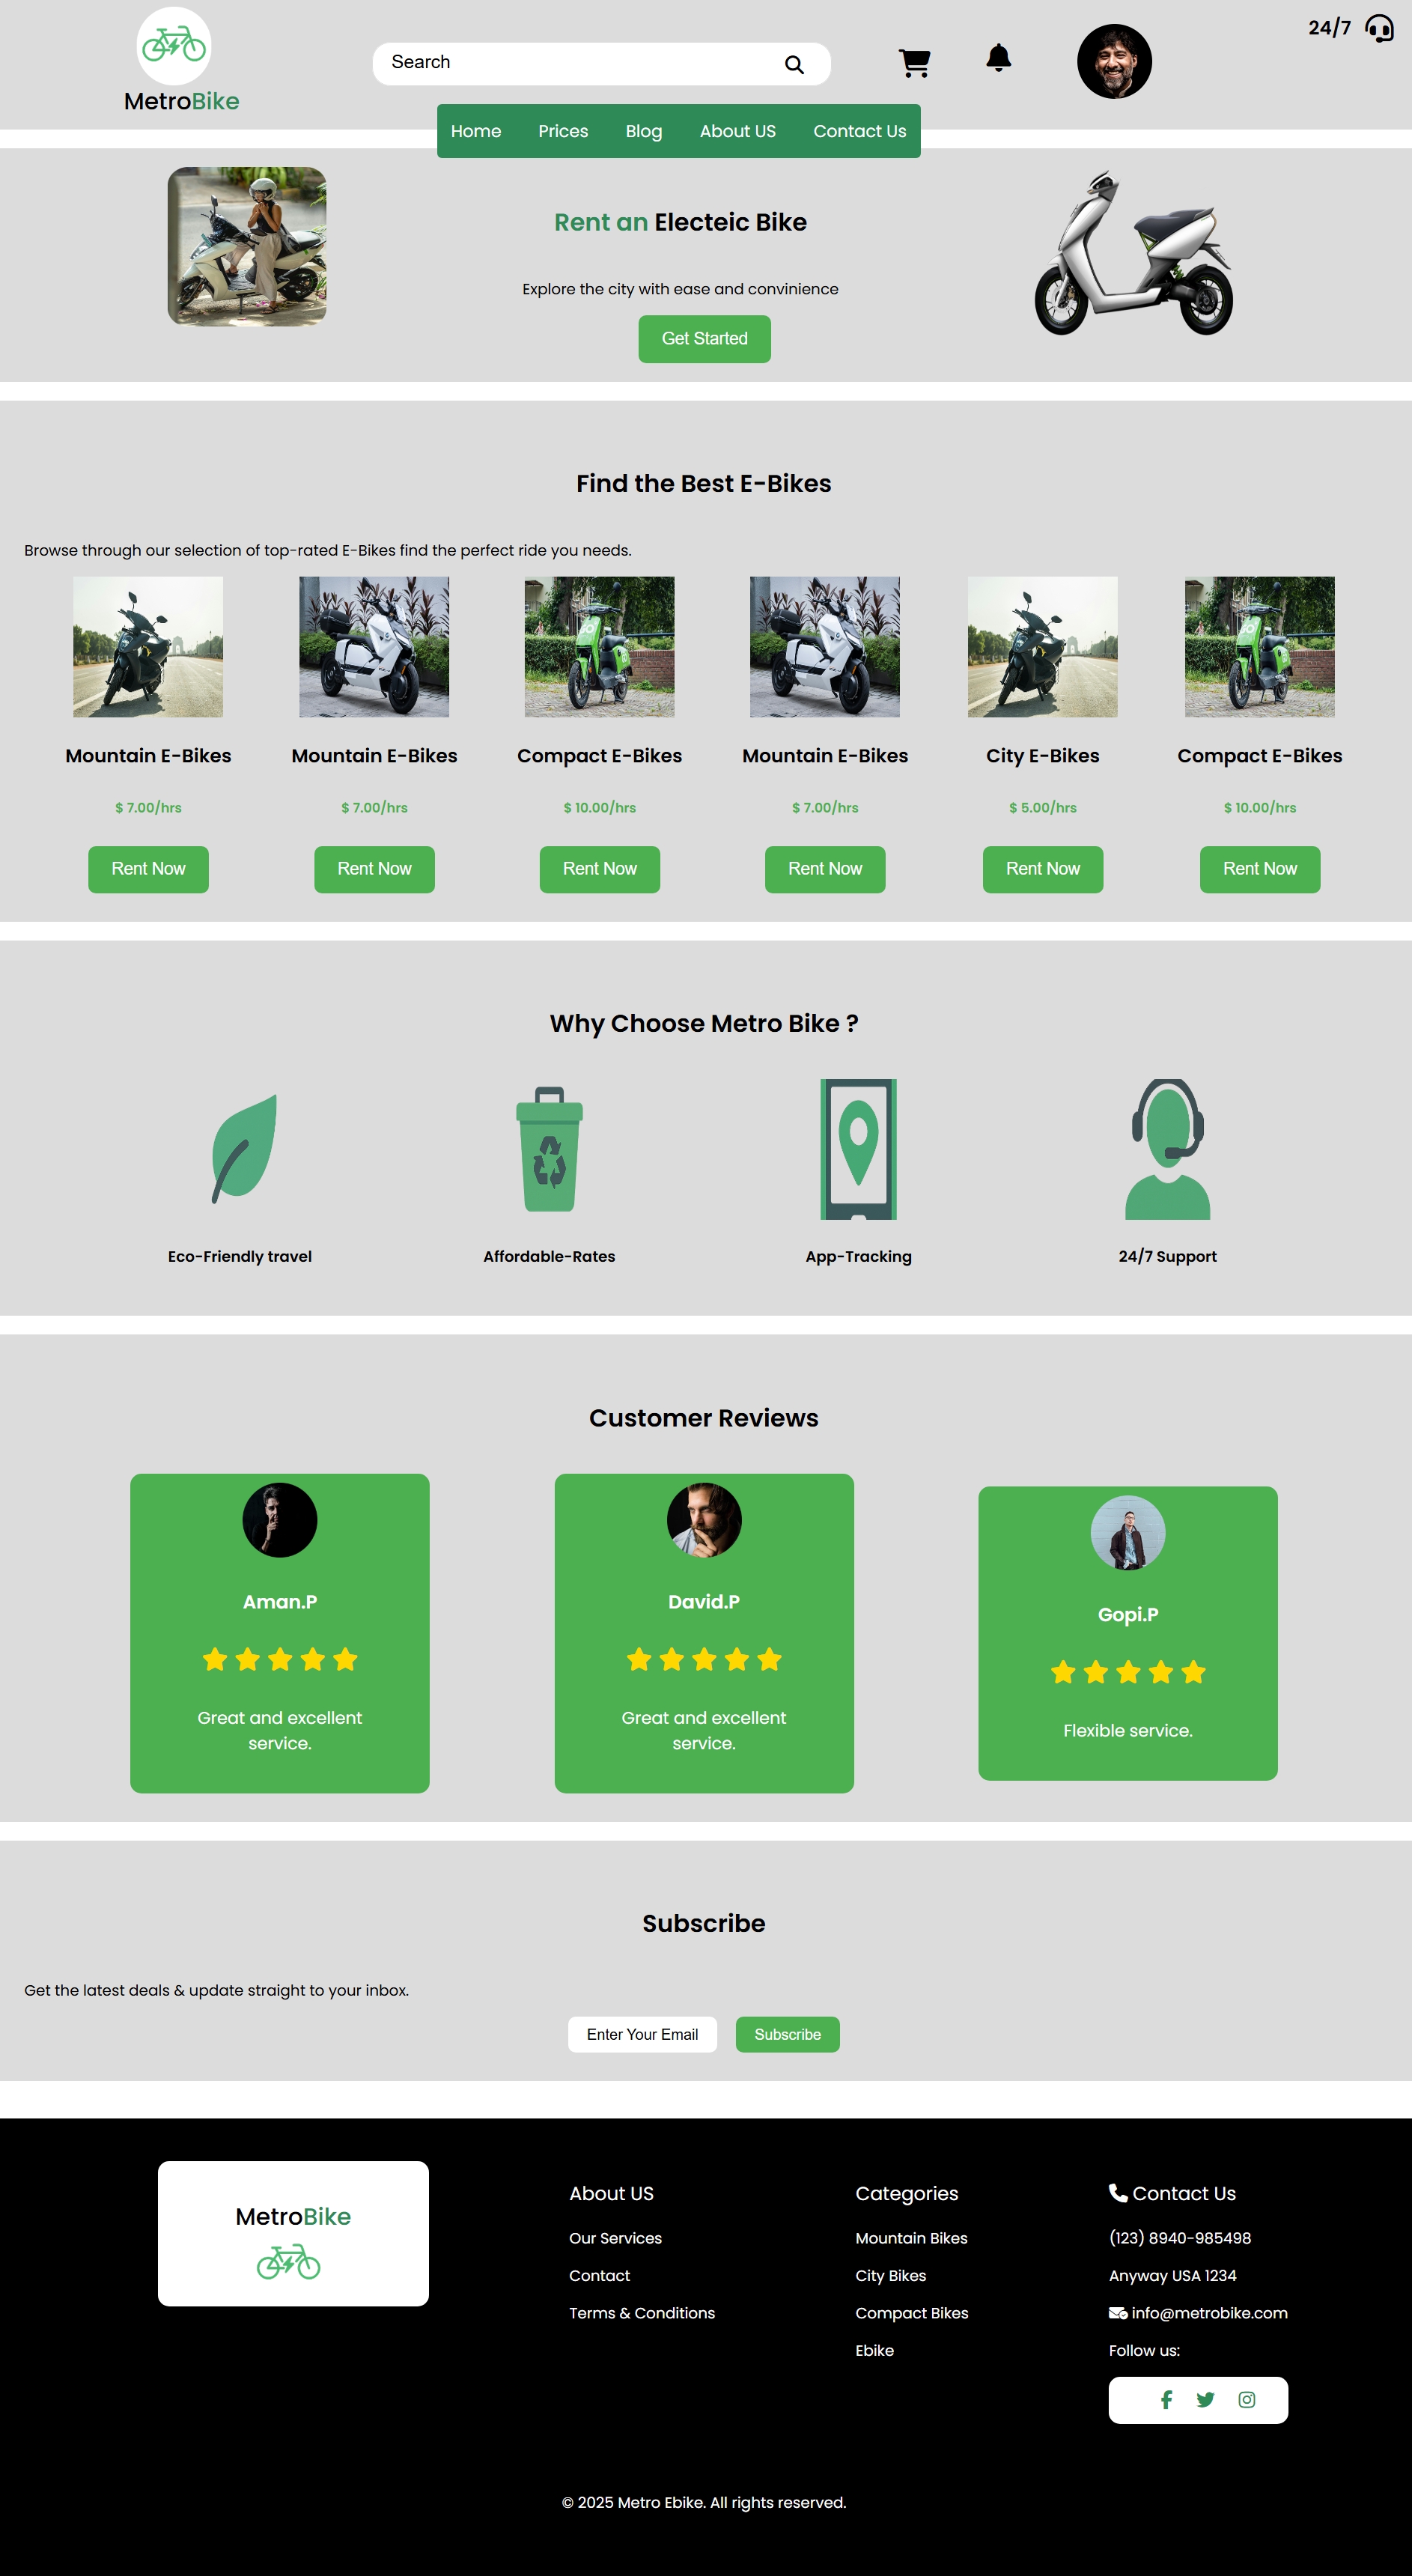 24/7
Search
MetroBike
Home Prices Blog About US Contact Us
Rent an Electeic Bike
Explore the city with ease and convinience
Get Started
Find the Best E-Bikes
Browse through our selection of top-rated E-Bikes find the perfect ride you needs.
Mountain E-Bikes Mountain E-Bikes Compact E-Bikes Mountain E-Bikes City E-Bikes Compact E-Bikes
$ 7.00/hrs $ 7.00/hrs $ 10.00/hrs $ 7.00/hrs $ 5.00/hrs $ 10.00/hrs
Rent Now Rent Now Rent Now Rent Now Rent Now Rent Now
Why Choose Metro Bike ?
Eco-Friendly travel Affordable-Rates App-Tracking 24/7 Support
Customer Reviews
Aman.P
Great and excellent
service.
David.P
Great and excellent
service.
Gopi.P
Flexible service.
Subscribe
Get the latest deals & update straight to your inbox.
Enter Your Email Subscribe
MetroBike
About US
Our Services
Contact
Terms & Conditions
Categories
Mountain Bikes
City Bikes
Compact Bikes
Ebike
Contact Us
(123) 8940-985498
Anyway USA 1234
info@metrobike.com
Follow us:
© 2025 Metro Ebike. All rights reserved.